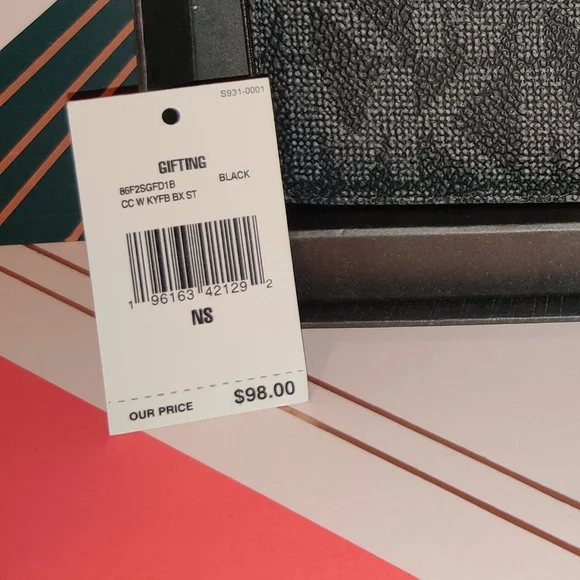 S931-0001
GIFTING
86F2SGFD1B BLACK
CC W KYFB BX ST
1 96163 42129 2
NS
OUR PRICE $98.00